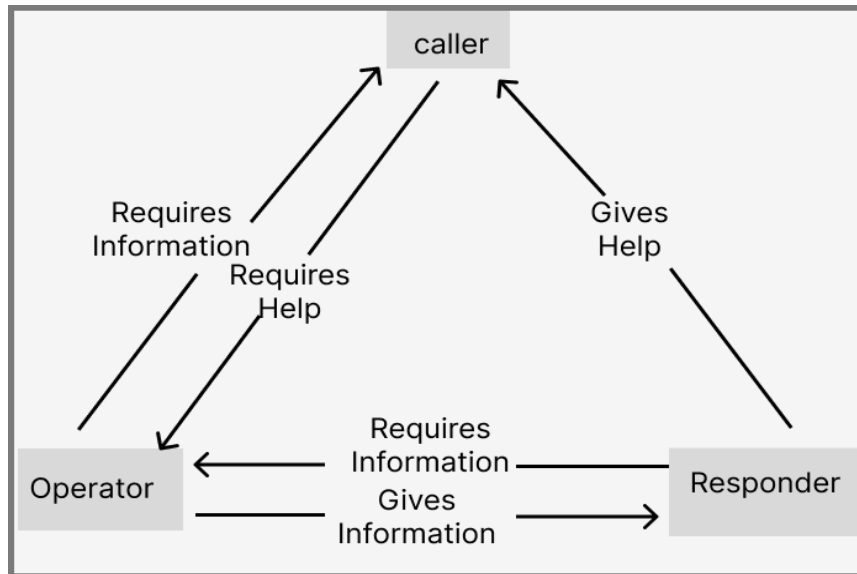 caller
Requires
Information
Gives
Help
Requires
Help
Requires
Information
Operator
Responder
Gives
Information